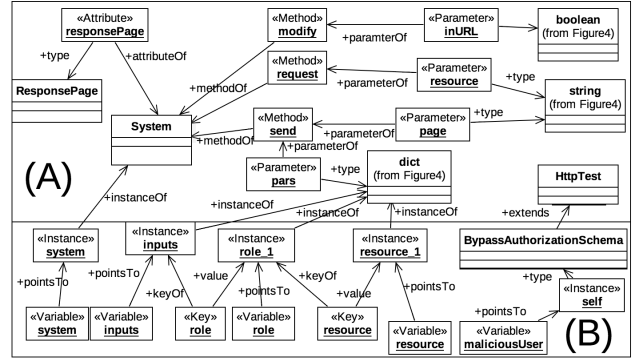 «Attribute»
responsePage
«Method»
modify
«Parameter»
inURL
boolean
(from Figure4)
+type
+attributeOf
+paramterOf
+methodOf
«Method»
request
«Parameter»
resource
+parameterOf
+type
ResponsePage
System
string
(from Figure4)
«Method»
send
«Parameter»
page
+methodOf
+parameterOf
+type
+parameterOf
(A)
«Parameter»
pars
+type
dict
(from Figure4)
HttpTest
+instanceOf
+instanceOf
+instanceOf
+instanceOf
+extends
«Instance»
system
«Instance»
inputs
«Instance»
role_1
«Instance»
resource_1
BypassAuthorizationSchema
+pointsTo
+pointsTo
+keyOf
+value
+pointsTo
+keyOf
+value
+pointsTo
+type
«Instance»
self
+pointsTo
«Variable»
system
«Variable»
inputs
«Key»
role
«Variable»
role
«Key»
resource
«Variable»
resource
«Variable»
maliciousUser
(B)